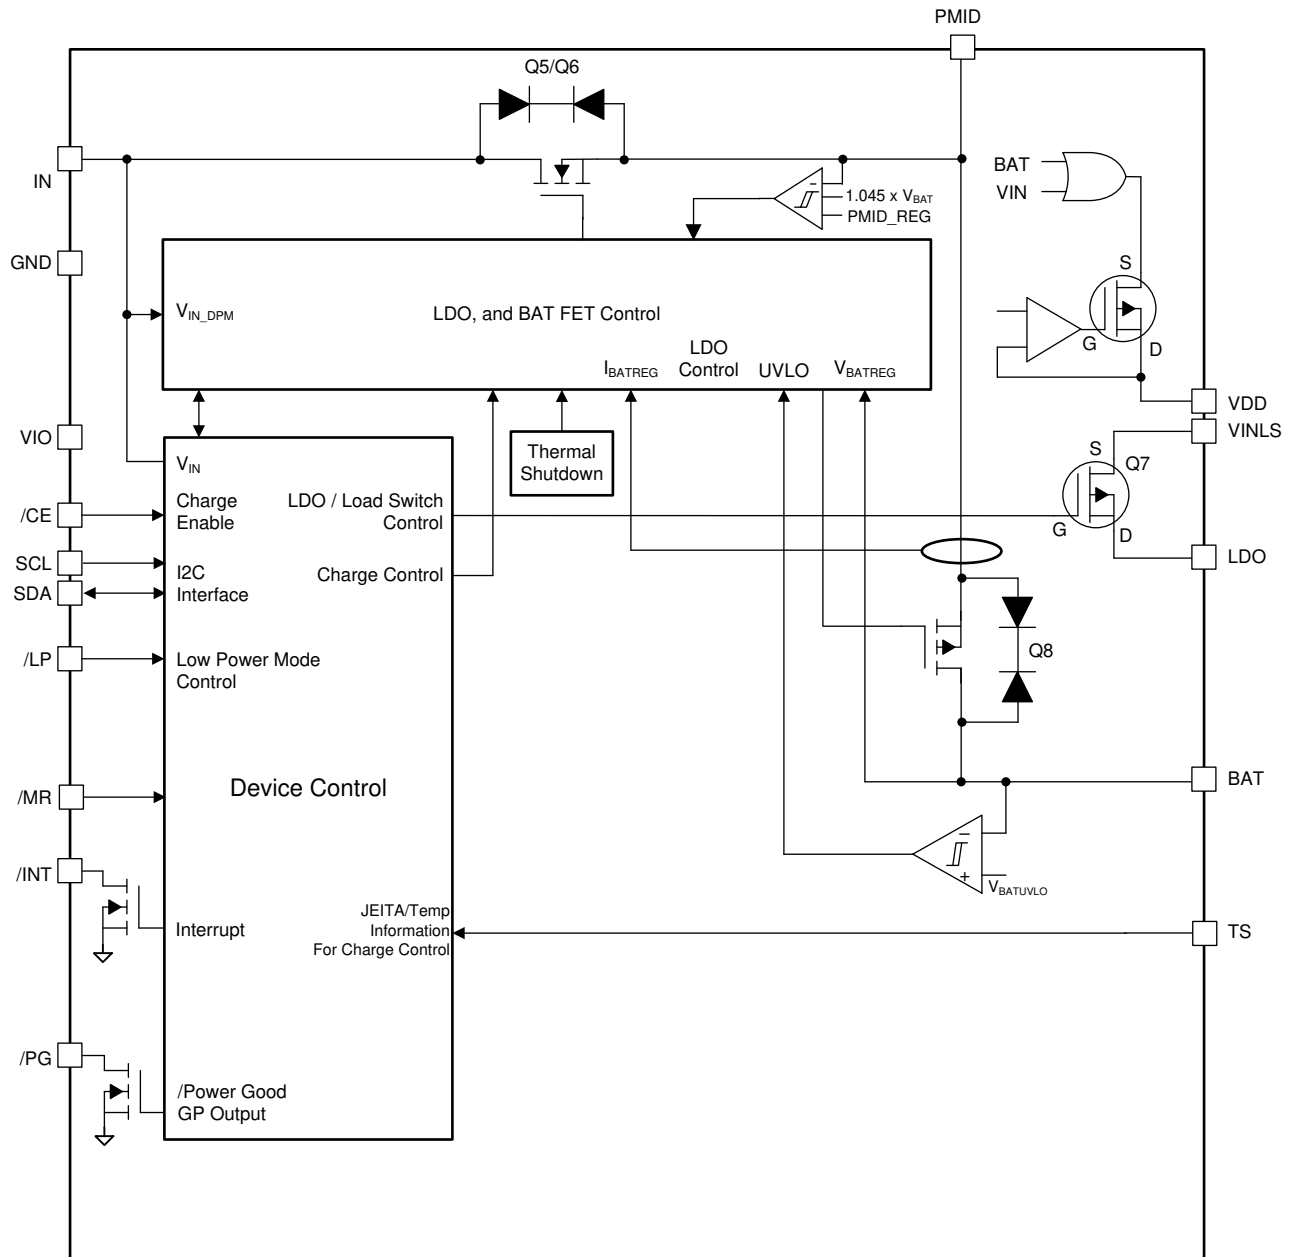 PMID
Q5/Q6
IN
BAT
VIN
1.045 x VBAT
PMID_REG
GND
S
VIN_DPM
LDO, and BAT FET Control
G
D
IBATREG
LDO
Control
UVLO
VBATREG
VDD
VINLS
VIO
VIN
Thermal
Shutdown
S
Q7
/CE
Charge
Enable
LDO / Load Switch
Control
G
D
SCL
SDA
I2C
Interface
Charge Control
LDO
/LP
Low Power Mode
Control
Q8
/MR
Device Control
BAT
-
+
VBATUVLO
/INT
Interrupt
JEITA/Temp
Information
For Charge Control
TS
/PG
/Power Good
GP Output